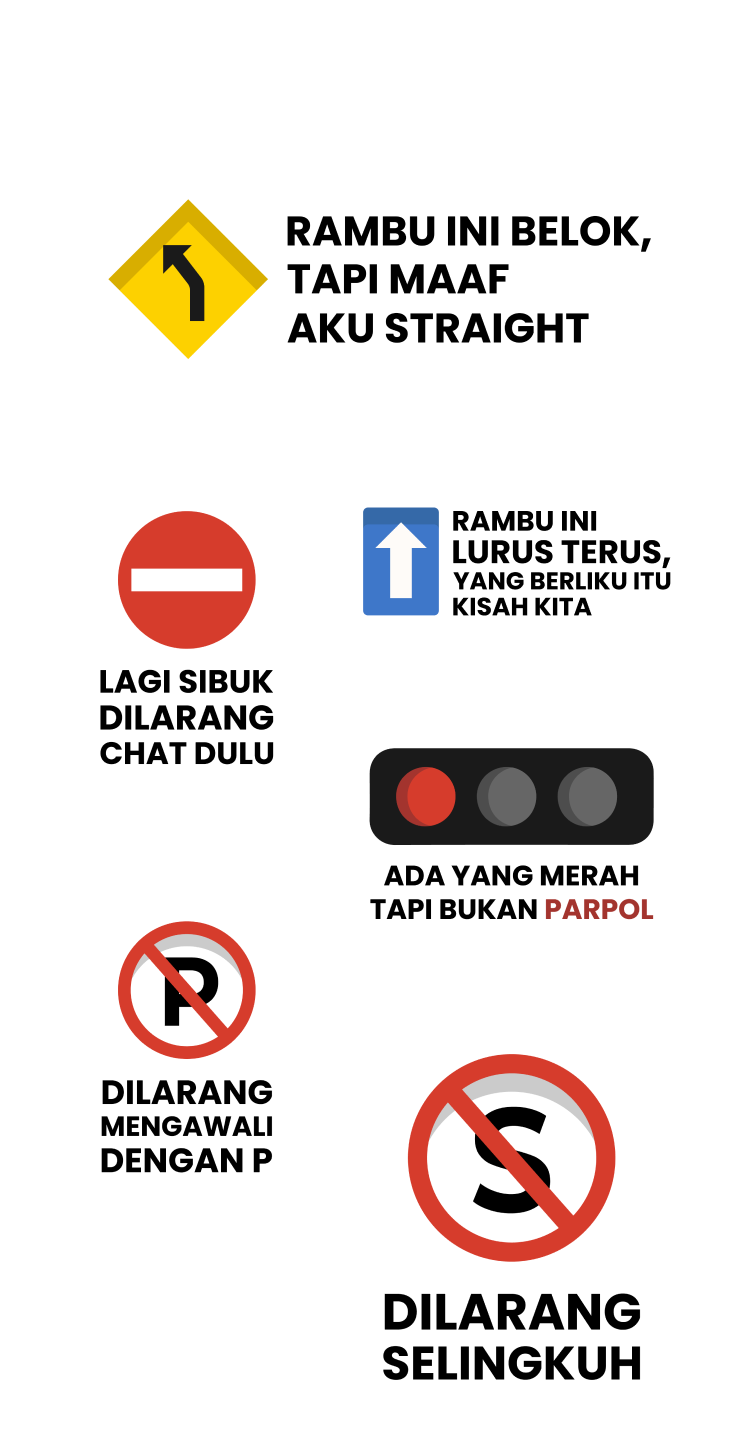 RAMBU INI BELOK,
TAPI MAAF
AKU STRAIGHT
RAMBU INI
LURUS TERUS,
YANG BERLIKU ITU
KISAH KITA
LAGI SIBUK
DILARANG
CHAT DULU
ADA YANG MERAH
TAPI BUKAN PARPOL
P
DILARANG
MENGAWALI
DENGAN P
S
DILARANG
SELINGKUH